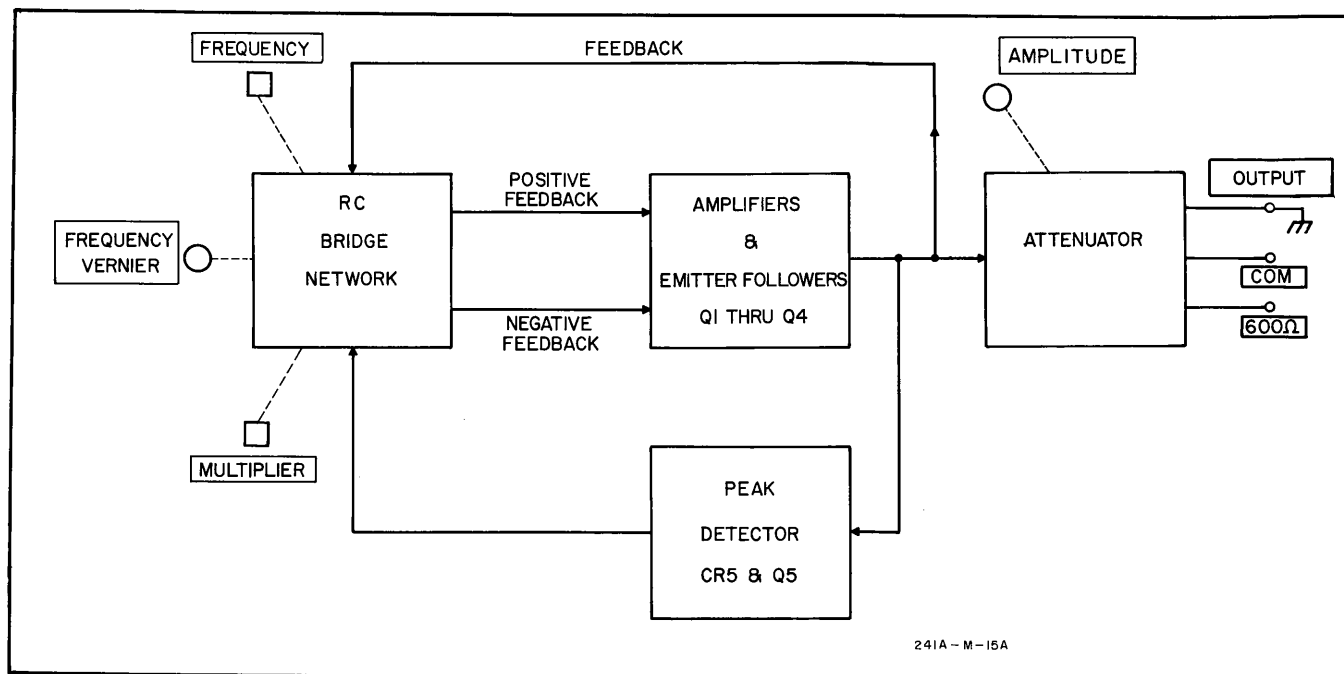 FREQUENCY
FEEDBACK
AMPLITUDE
FREQUENCY
VERNIER
RC
BRIDGE
NETWORK
POSITIVE
FEEDBACK
NEGATIVE
FEEDBACK
AMPLIFIERS
&
EMITTER FOLLOWERS
Q1 THRU Q4
ATTENUATOR
OUTPUT
COM
600Ω
MULTIPLIER
PEAK
DETECTOR
CR5 & Q5
241A-M-15A